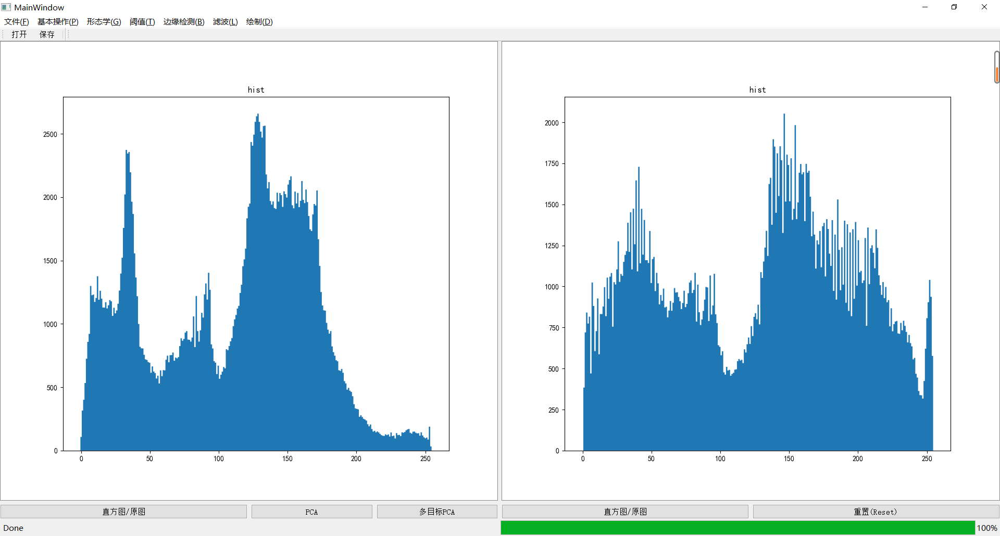 MainWindow
文件(F) 基本操作(P) 形态学(G) 阈值(T) 边缘检测(B) 滤波(L) 绘制(D)
打开 保存
hist
2500
2000
1500
1000
500
0
0 50 100 150 200 250
hist
2000
1750
1500
1250
1000
750
500
250
0
0 50 100 150 200 250
直方图/原图 PCA 多目标PCA 直方图/原图 重置(Reset)
Done 100%